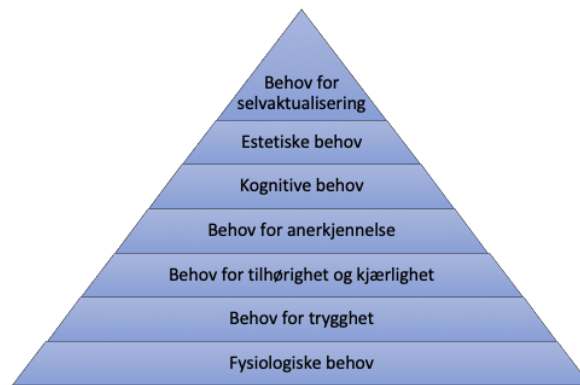 Behov for
selvaktualisering
Estetiske behov
Kognitive behov
Behov for anerkjennelse
Behov for tilhørighet og kjærlighet
Behov for trygghet
Fysiologiske behov